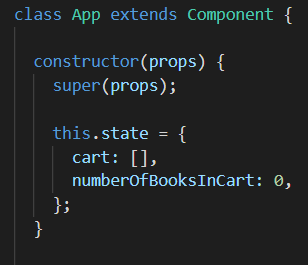 class App extends Component {
constructor(props) {
super(props);
this.state = {
cart: [],
numberOfBooksInCart: 0,
};
}